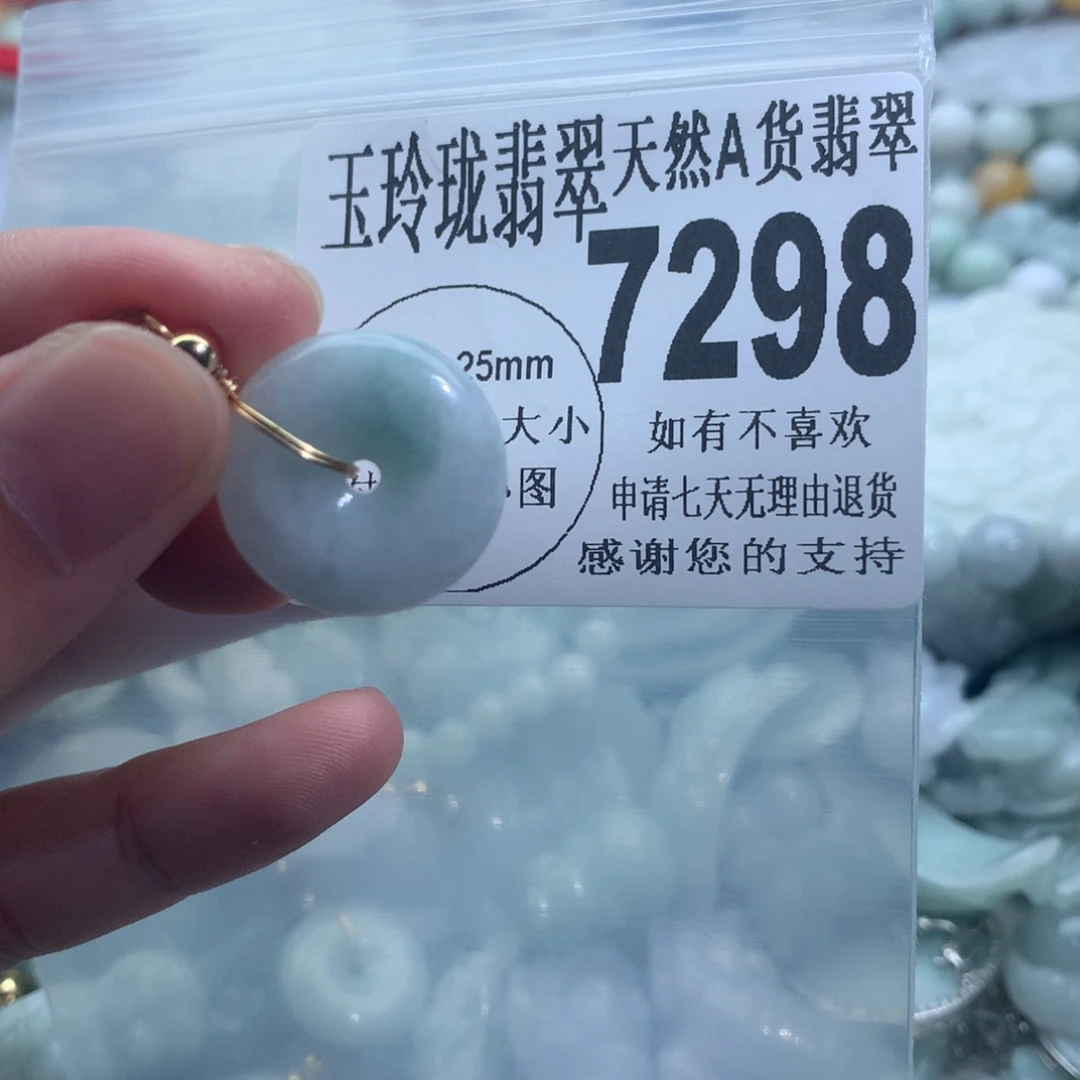 玉玲珑翡翠天然A货翡翠
7298
25mm
大小
图
如有不喜欢
申请七天无理由退货
感谢您的支持